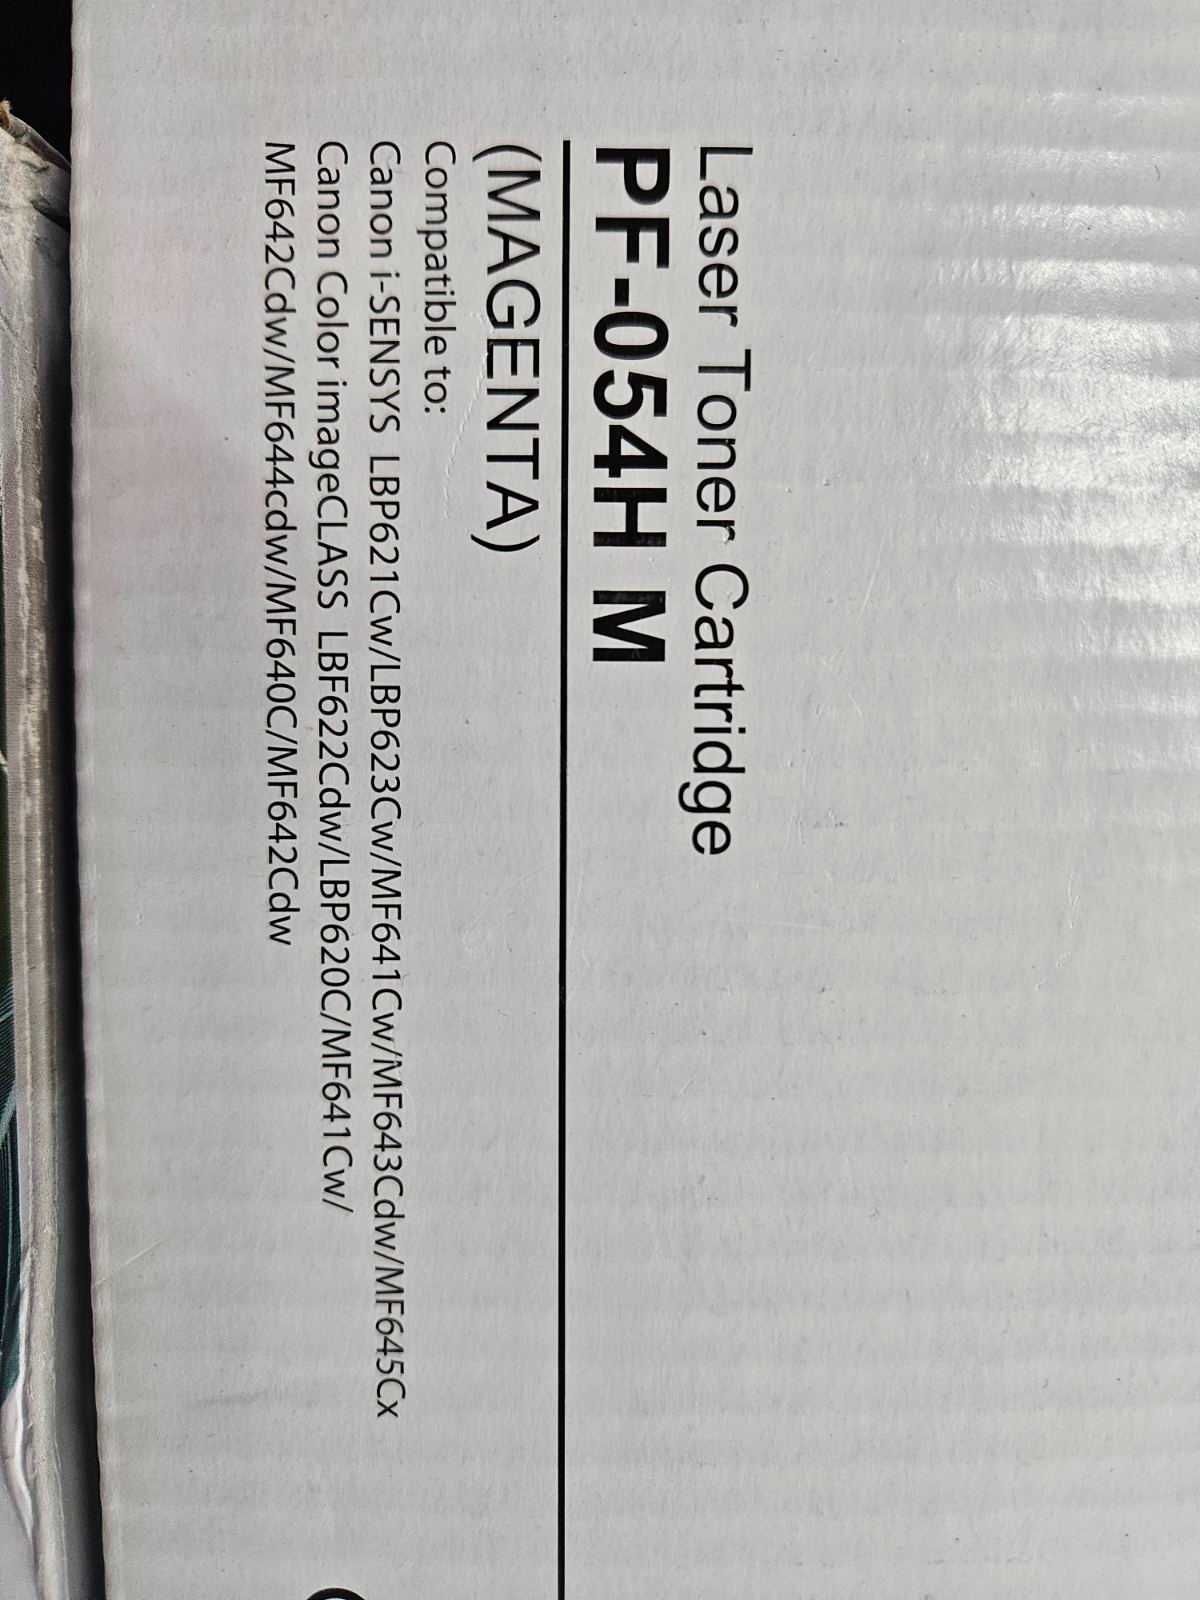 Laser Toner Cartridge
PF-054H M
(MAGENTA)
Compatible to:
Canon i-SENSYS LBP621Cw/LBP623Cw/MF641Cw/MF643Cdw/MF645Cx
Canon Color imageCLASS LBF622Cdw/LBP620C/MF641Cw/
MF642Cdw/MF644cdw/MF640C/MF642Cdw